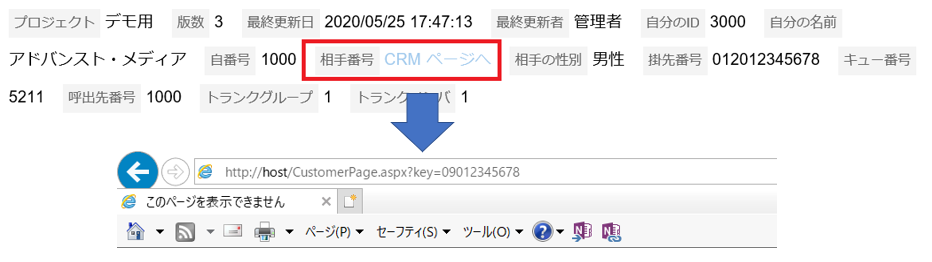 プロジェクト デモ用 版数 3 最終更新日 2020/05/25 17:47:13 最終更新者 管理者 自分のID 3000 自分の名前
アドバンスト・メディア 自番号 1000 相手番号 CRM ページへ 相手の性別 男性 掛先番号 012012345678 キュー番号
5211 呼出先番号 1000 トランクグループ 1 トランク 1
http://host/CustomerPage.aspx?key=09012345678
このページを表示できません
ページ(P) セーフティ(S) ツール(O)